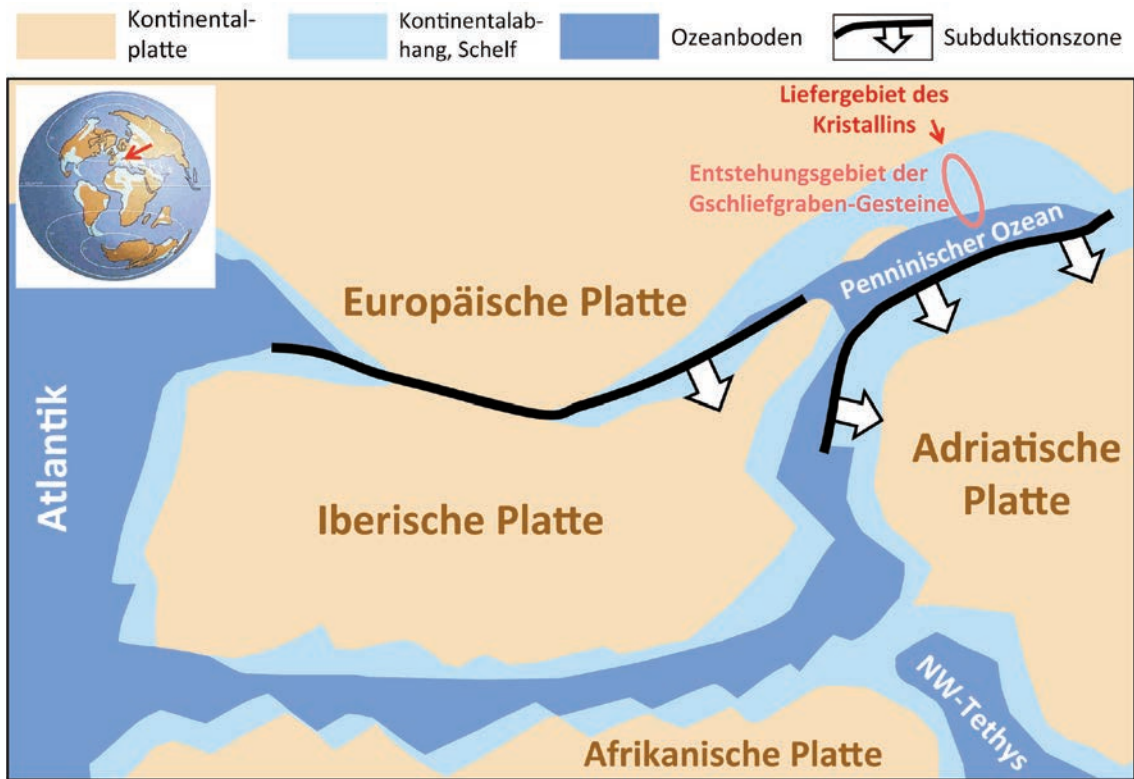 Kontinental-
platte
Kontinentalab-
hang, Schelf
Ozeanboden
Subduktionszone
Liefergebiet des
Kristallins
Entstehungsgebiet der
Gschliefgraben-Gesteine
Penninischer Ozean
Europäische Platte
Atlantik
Iberische Platte
Adriatische
Platte
NW-Tethys
Afrikanische Platte